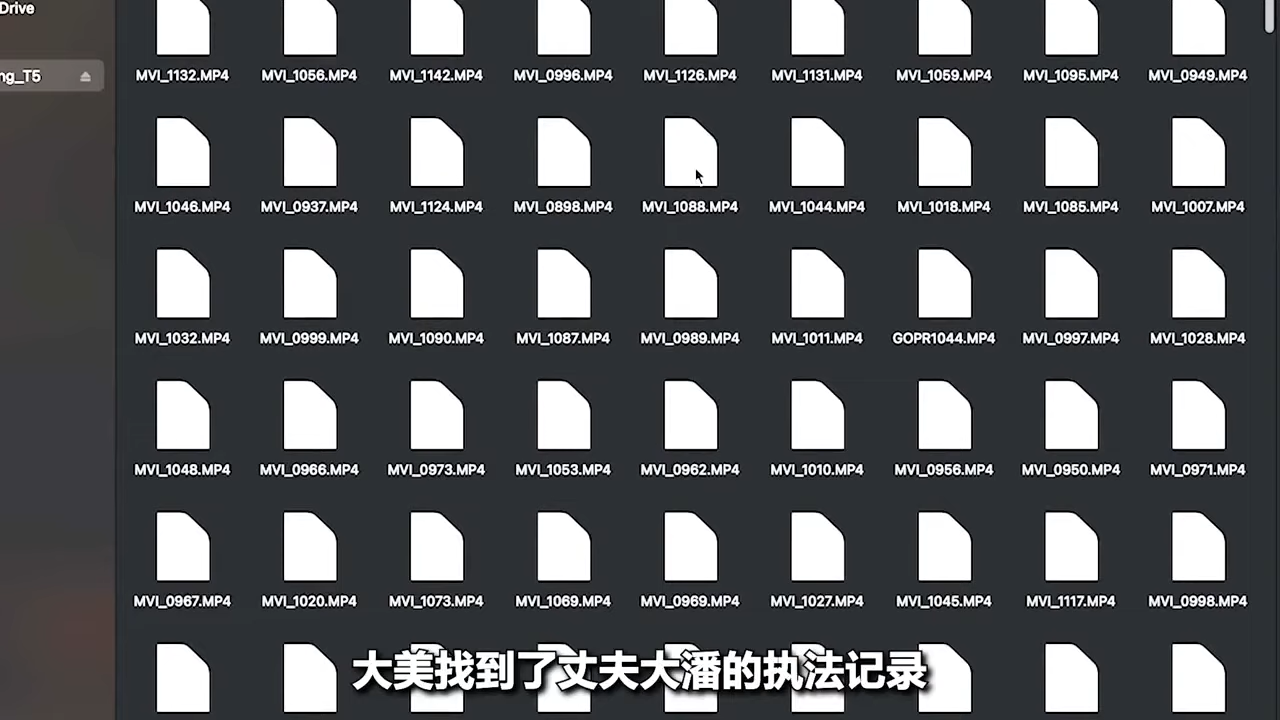 Drive
MVI_1132.MP4 MVI_1056.MP4 MVI_1142.MP4 MVI_0996.MP4 MVI_1126.MP4 MVI_1131.MP4 MVI_1059.MP4 MVI_1095.MP4 MVI_0949.MP4
ng_T5
MVI_1046.MP4 MVI_0937.MP4 MVI_1124.MP4 MVI_0898.MP4 MVI_1088.MP4 MVI_1044.MP4 MVI_1018.MP4 MVI_1085.MP4 MVI_1007.MP4
MVI_1032.MP4 MVI_0999.MP4 MVI_1090.MP4 MVI_1087.MP4 MVI_0989.MP4 MVI_1011.MP4 GOPR1044.MP4 MVI_0997.MP4 MVI_1028.MP4
MVI_1048.MP4 MVI_0966.MP4 MVI_0973.MP4 MVI_1053.MP4 MVI_0962.MP4 MVI_1010.MP4 MVI_0956.MP4 MVI_0950.MP4 MVI_0971.MP4
MVI_0967.MP4 MVI_1020.MP4 MVI_1073.MP4 MVI_1069.MP4 MVI_0969.MP4 MVI_1027.MP4 MVI_1045.MP4 MVI_1117.MP4 MVI_0998.MP4
大美找到了丈夫大潘的执法记录